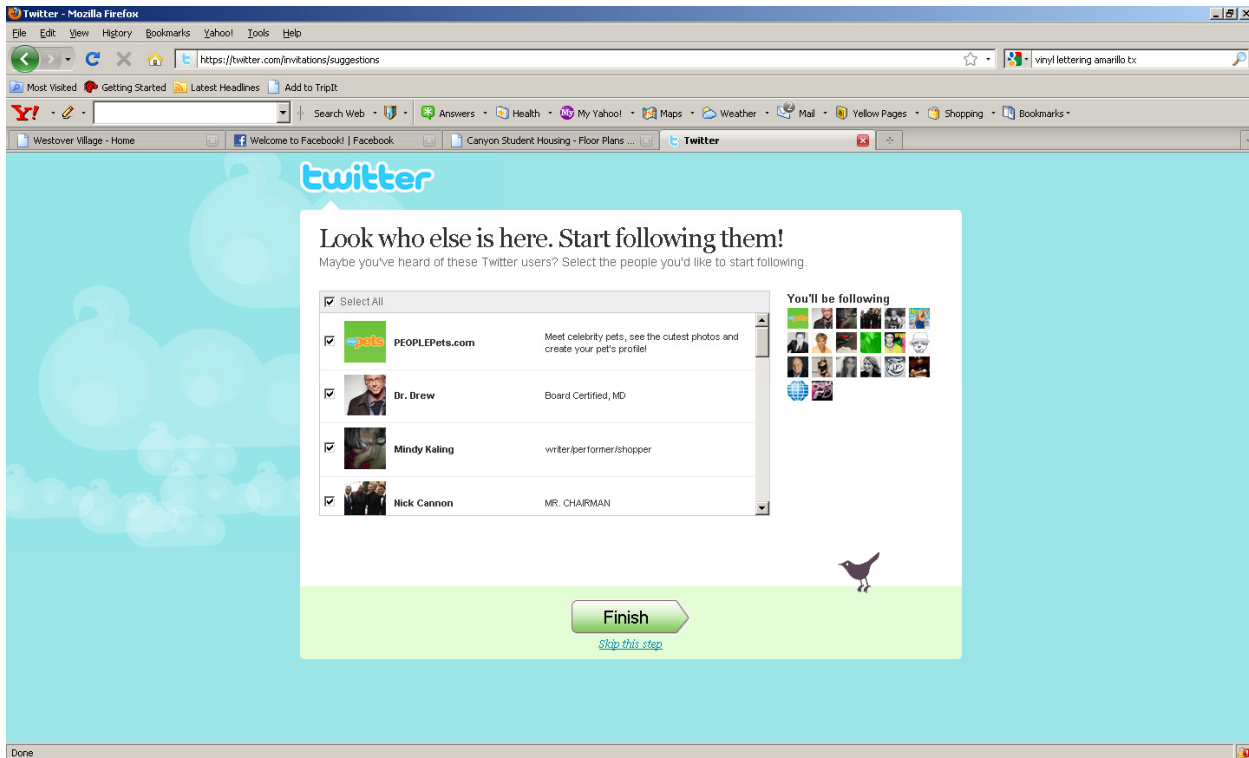 Twitter - Mozilla Firefox
File Edit View History Bookmarks Yahoo! Tools Help
https://twitter.com/invitations/suggestions
vinyl lettering amarillo tx
Most Visited Getting Started Latest Headlines Add to TripIt
Y! Search Web Answers Health My Yahoo! Maps Weather 2 Mail Yellow Pages Shopping Bookmarks
Westover Village - Home Welcome to Facebook! | Facebook Canyon Student Housing - Floor Plans ... Twitter
twitter
Look who else is here. Start following them!
Maybe you've heard of these Twitter users? Select the people you'd like to start following.
Select All
You'll be following
pets PEOPLEPets.com
Meet celebrity pets, see the cutest photos and
create your pet's profile!
Dr. Drew Board Certified, MD
Mindy Kaling writer/performer/shopper
Nick Cannon MR. CHAIRMAN
Finish
Skip this step
Done